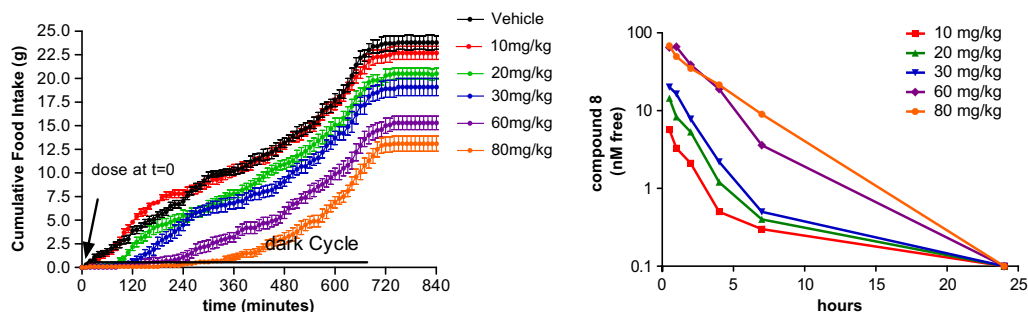 Vehicle
10mg/kg
20mg/kg
30mg/kg
60mg/kg
80mg/kg
Cumulative Food Intake (g)
25.0
22.5
20.0
17.5
15.0
12.5
10.0
7.5
5.0
2.5
0.0
dose at t=0
dark Cycle
0 120 240 360 480 600 720 840
time (minutes)
10 mg/kg
20 mg/kg
30 mg/kg
60 mg/kg
80 mg/kg
compound 8
(nM free)
100
10
1
0.1
0 5 10 15 20 25
hours